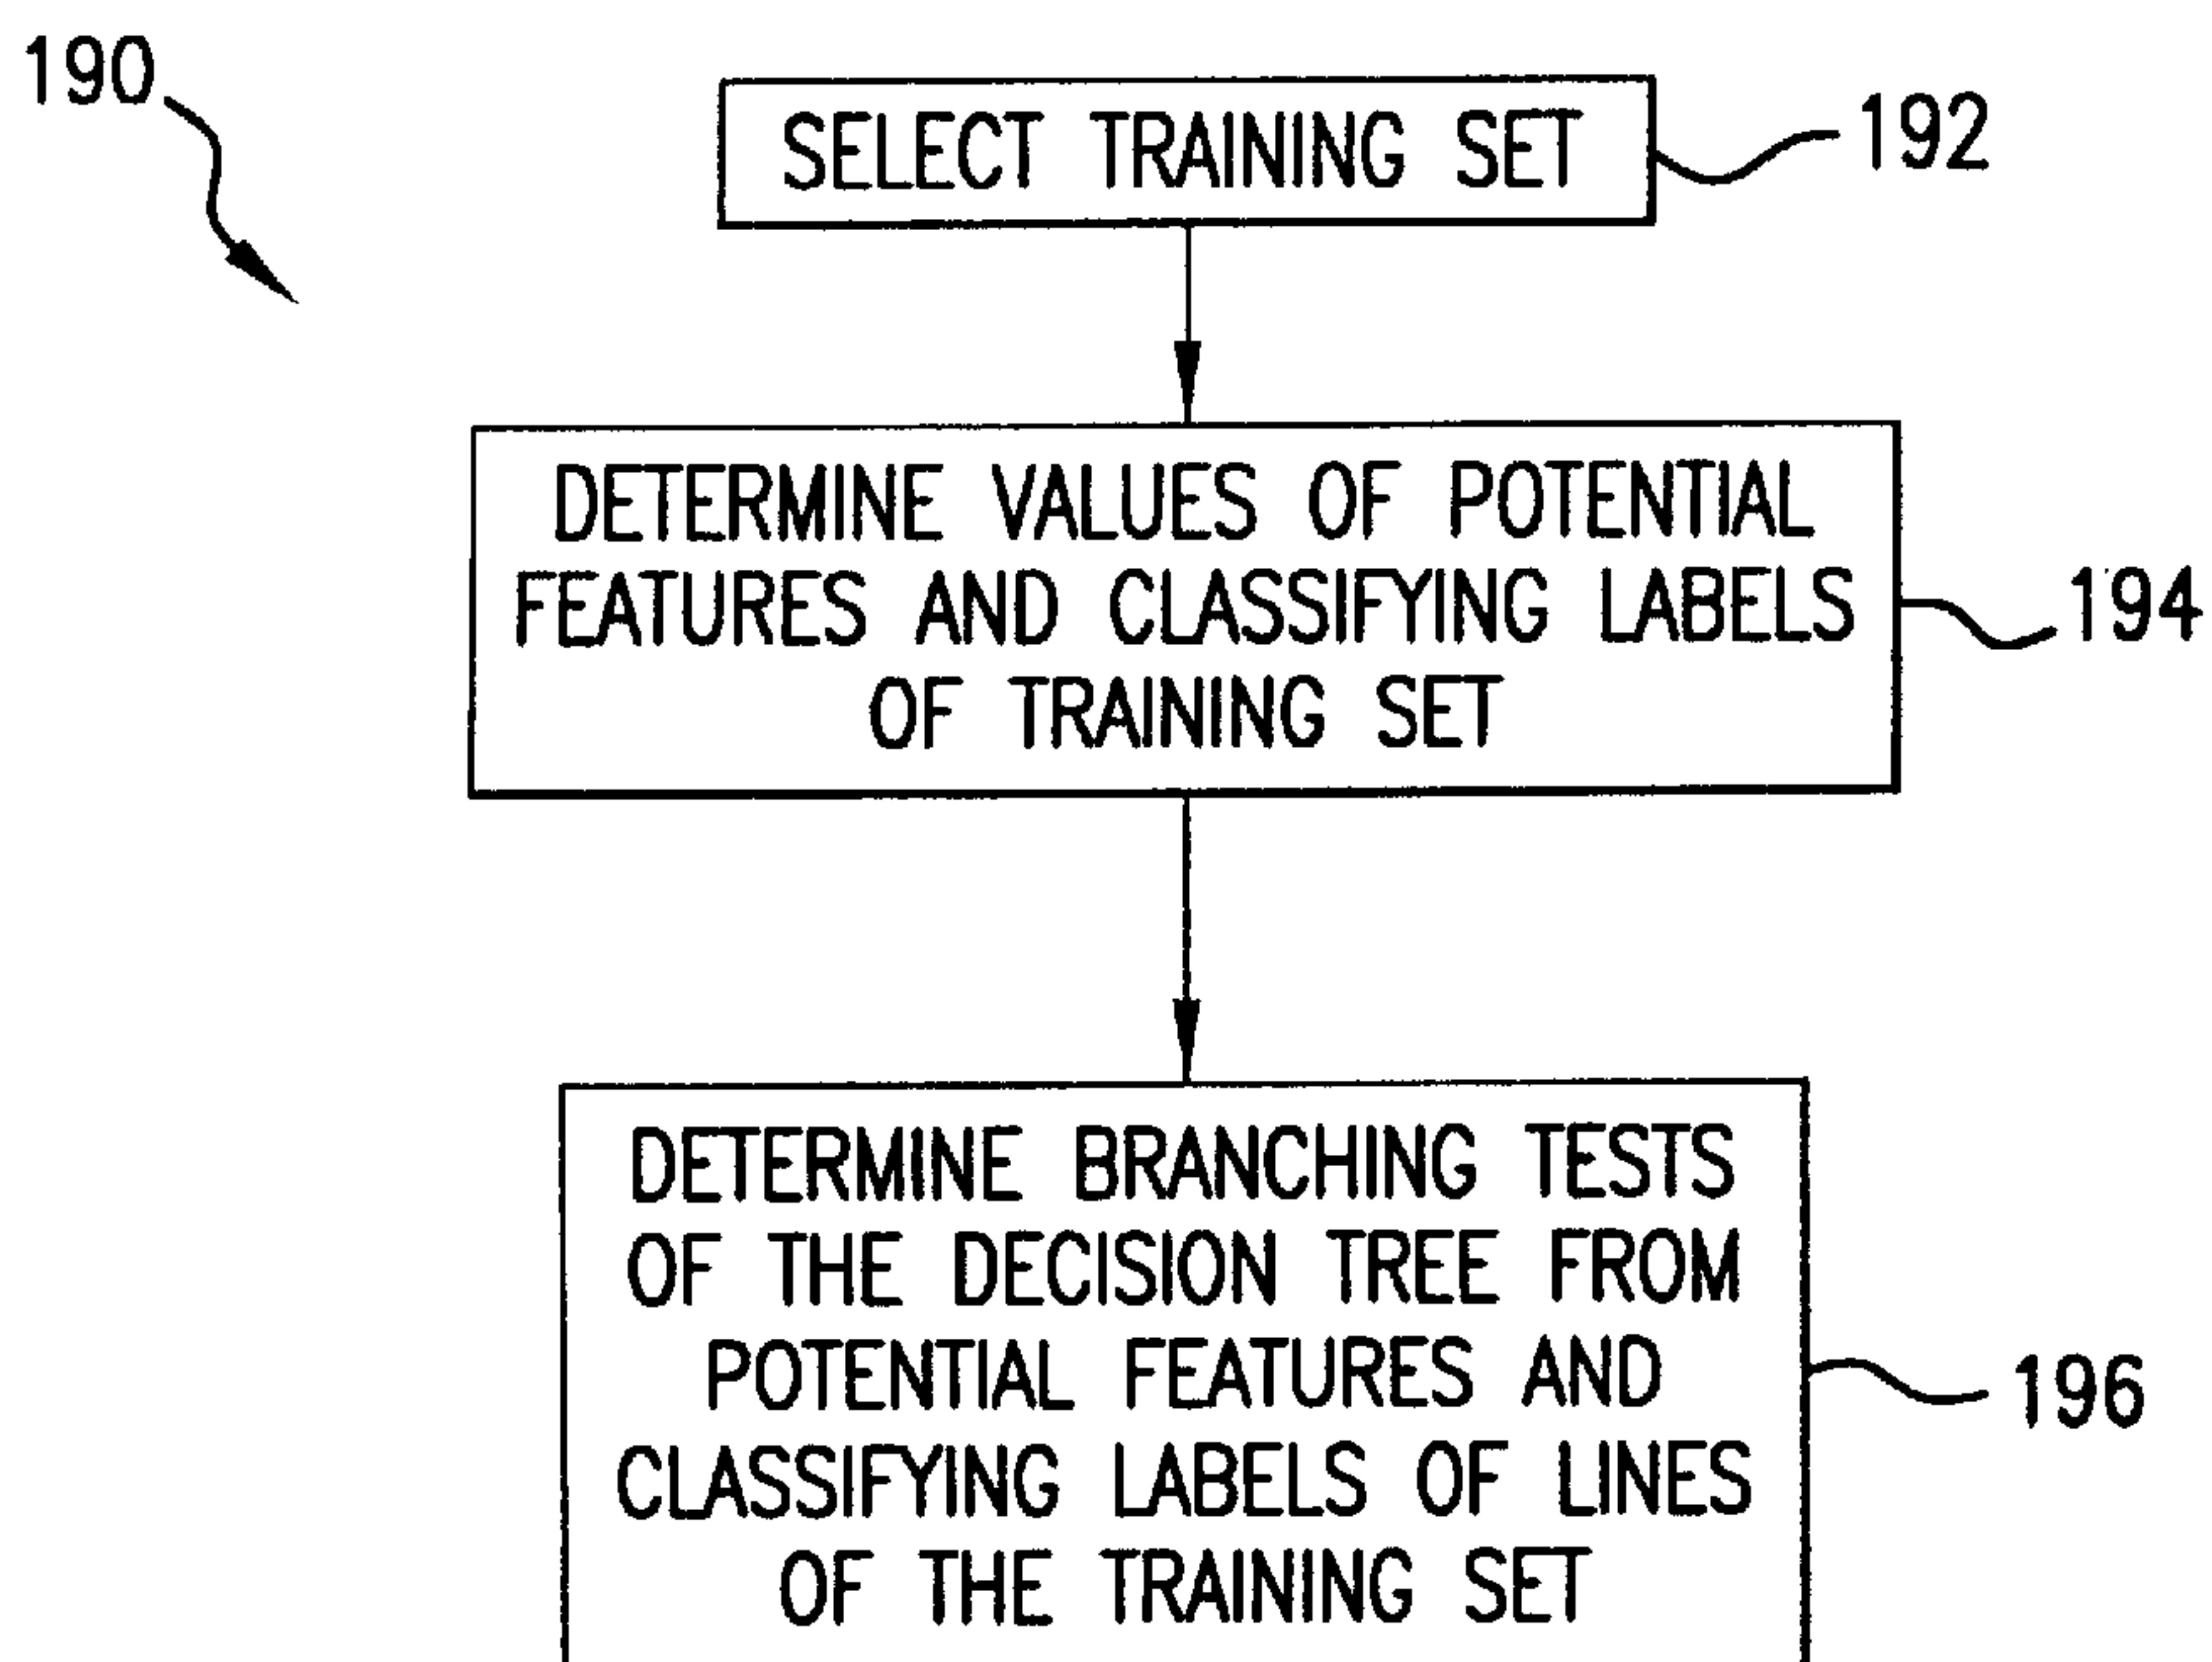 190
SELECT TRAINING SET
192
DETERMINE VALUES OF POTENTIAL
FEATURES AND CLASSIFYING LABELS
OF TRAINING SET
194
DETERMINE BRANCHING TESTS
OF THE DECISION TREE FROM
POTENTIAL FEATURES AND
CLASSIFYING LABELS OF LINES
OF THE TRAINING SET
196